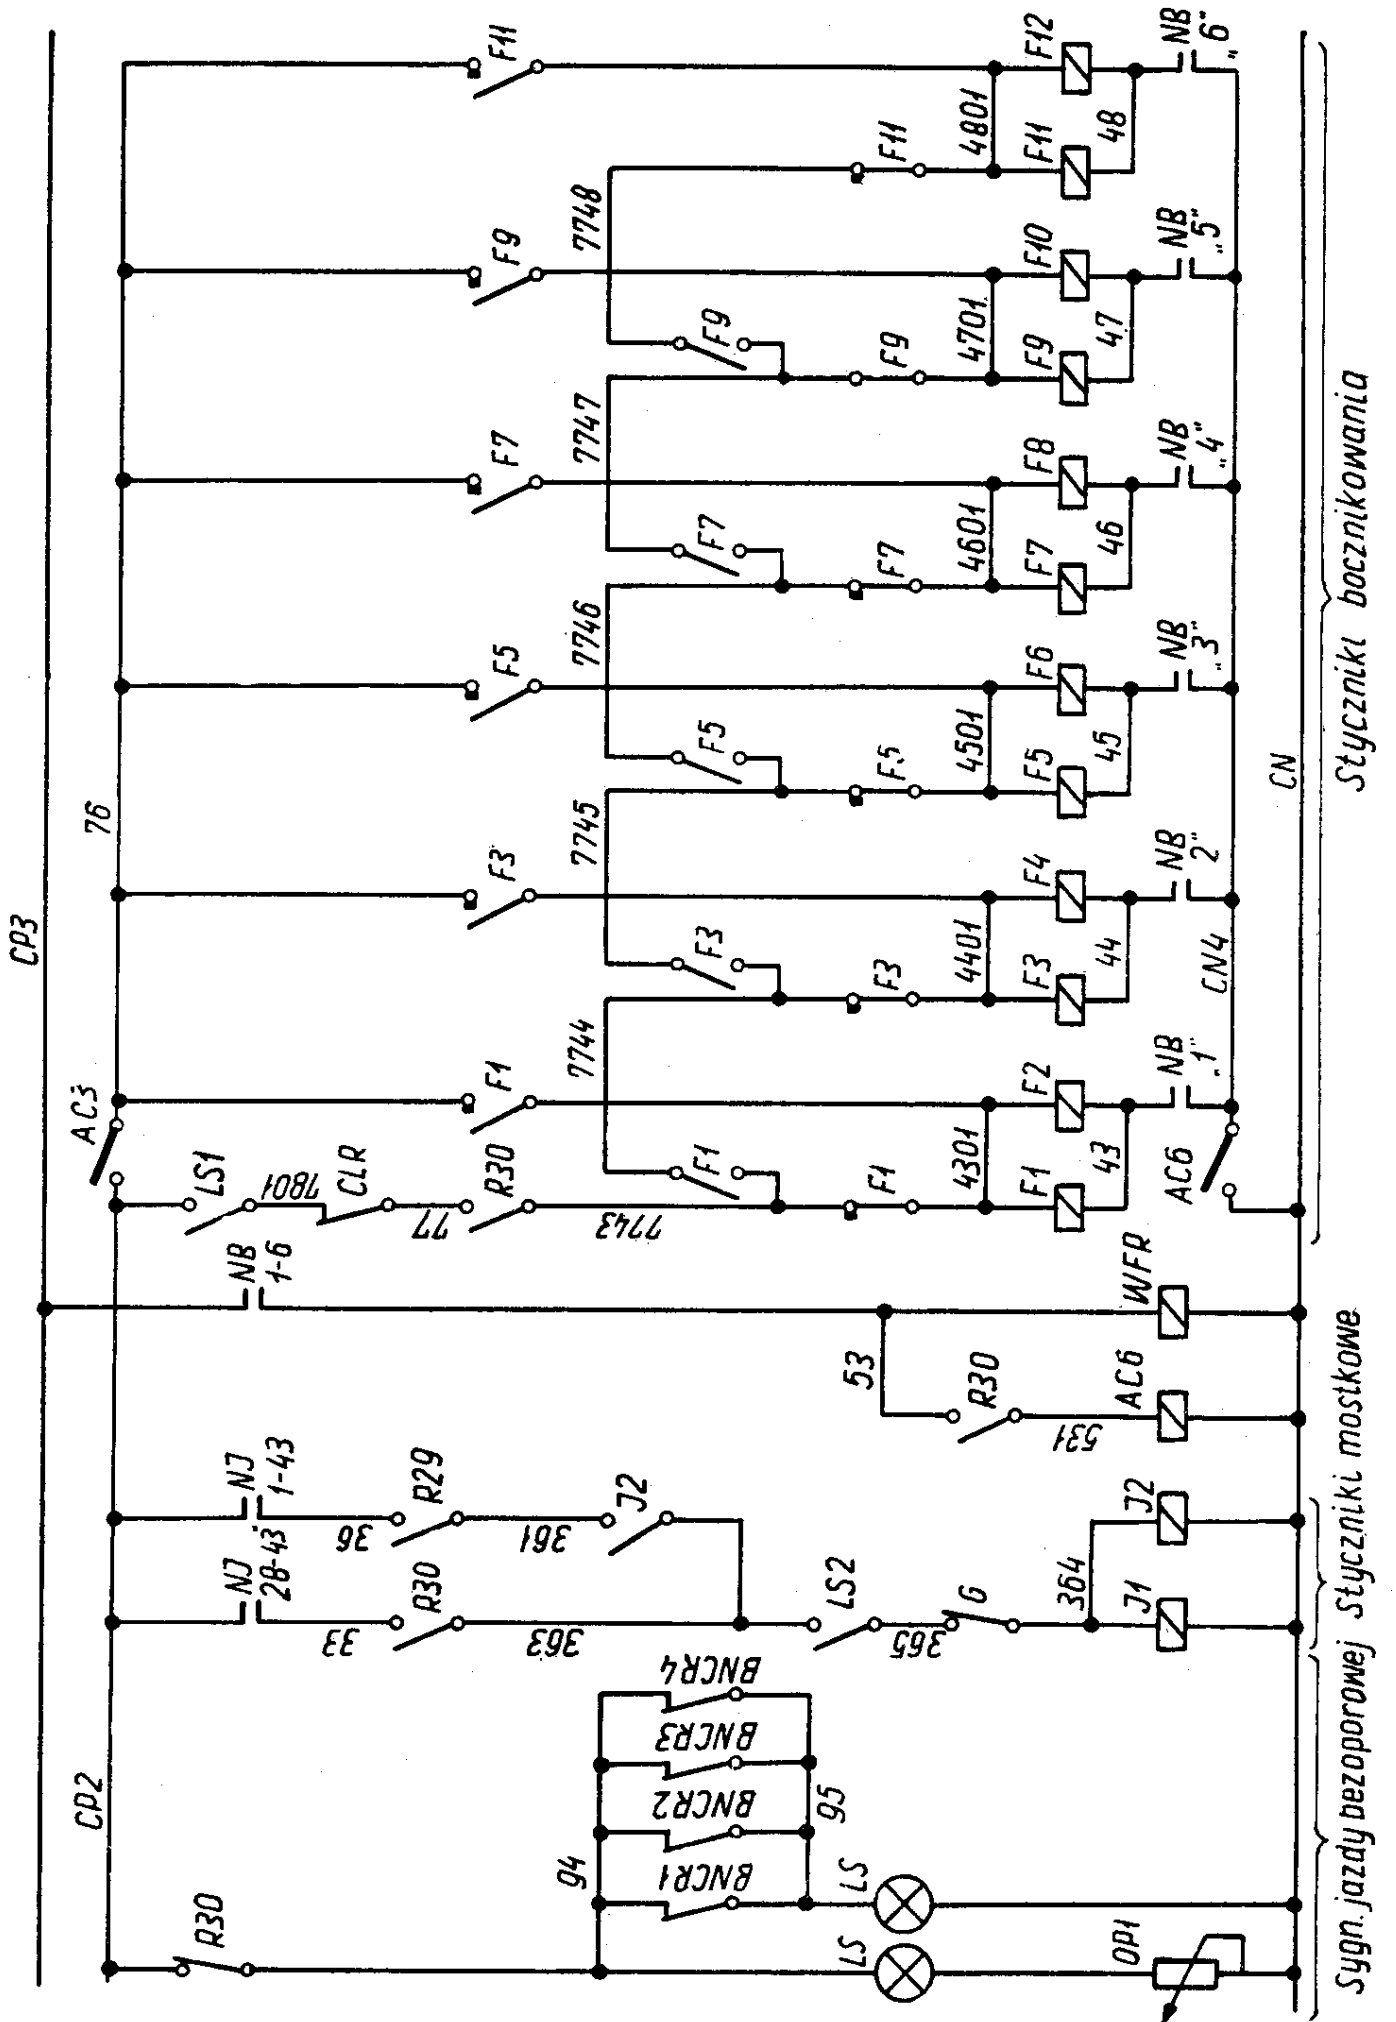 CP3
CP2
AC3
76
R30
94
BNCR1
BNCR2
BNCR3
BNCR4
95
LS
LS
OP1
NJ
28-43
33
R30
363
NJ
1-43
36
R29
361
J2
LS2
365
G
364
J1
J2
NB
1-6
53
R30
531
AC6
WFR
LS1
7801
CLR
77
R30
7743
F1
F1
F1
7744
4301
F1
F2
43
NB
„1”
AC6
F3
F3
F3
7745
4401
F3
F4
44
NB
„2”
CN4
F5
F5
F5
7746
4501
F5
F6
45
NB
„3”
F7
F7
F7
7747
4601
F7
F8
46
NB
„4”
F9
F9
F9
7748
4701
F9
F10
47
NB
„5”
F11
F11
4801
F11
F12
48
NB
„6”
CN
Sygn. jazdy bezoporowej
Styczniki mostkowe
Styczniki bocznikowania